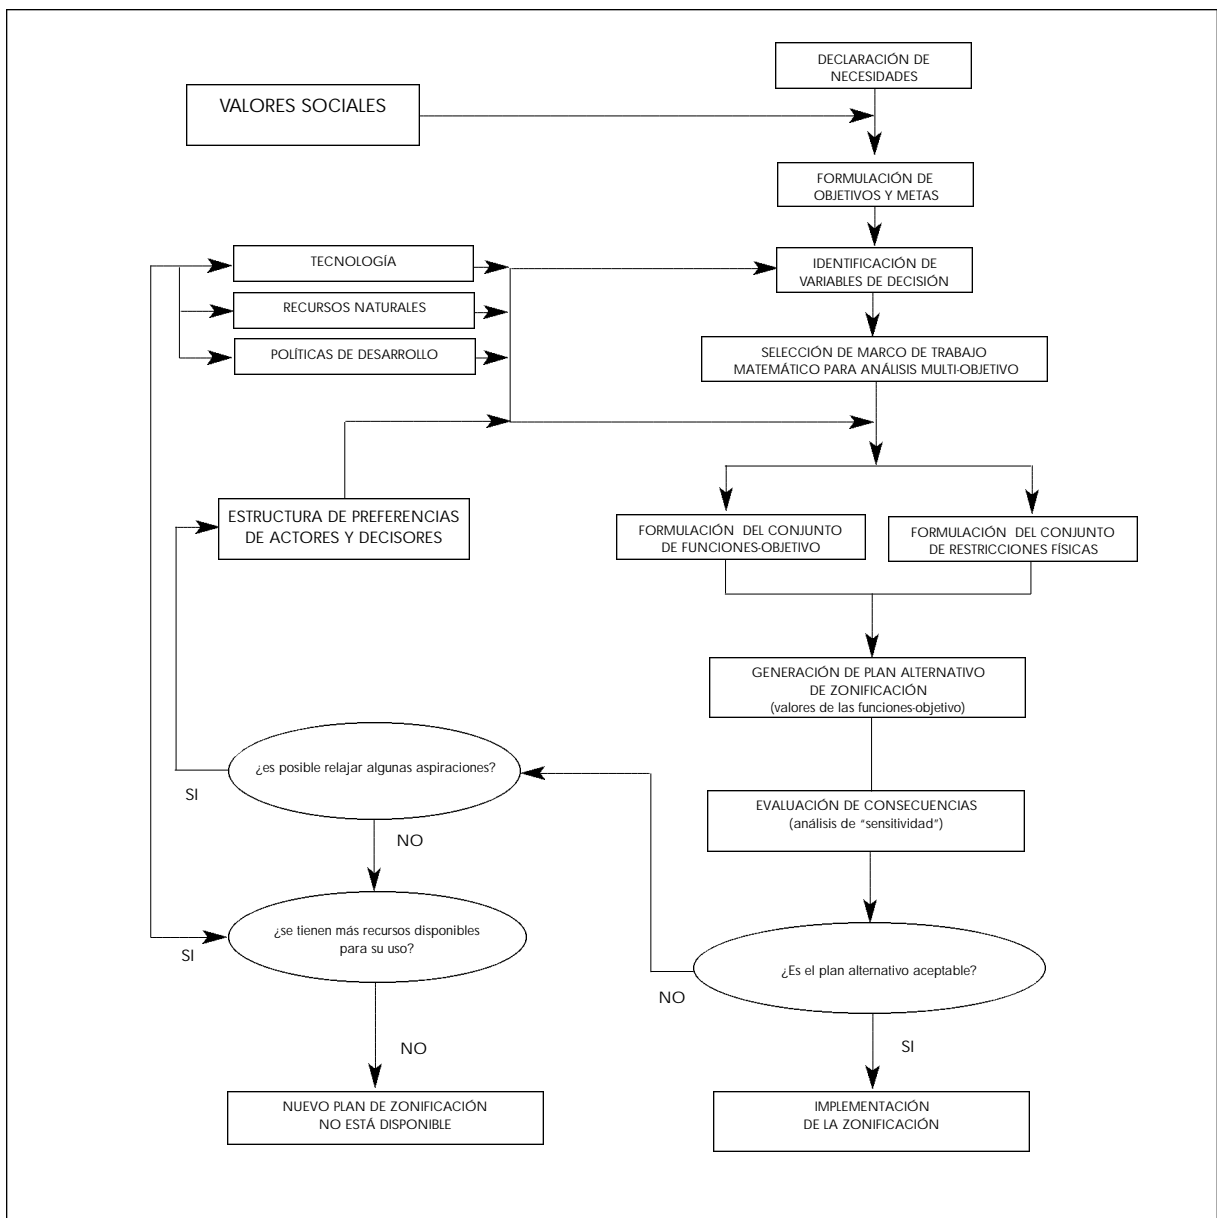 DECLARACIÓN DE
NECESIDADES
VALORES SOCIALES
FORMULACIÓN DE
OBJETIVOS Y METAS
TECNOLOGÍA
IDENTIFICACIÓN DE
VARIABLES DE DECISIÓN
RECURSOS NATURALES
POLÍTICAS DE DESARROLLO
SELECCIÓN DE MARCO DE TRABAJO
MATEMÁTICO PARA ANÁLISIS MULTI-OBJETIVO
ESTRUCTURA DE PREFERENCIAS
DE ACTORES Y DECISORES
FORMULACIÓN DEL CONJUNTO
DE FUNCIONES-OBJETIVO
FORMULACIÓN DEL CONJUNTO
DE RESTRICCIONES FÍSICAS
GENERACIÓN DE PLAN ALTERNATIVO
DE ZONIFICACIÓN
(valores de las funciones-objetivo)
¿es posible relajar algunas aspiraciones?
SI
NO
EVALUACIÓN DE CONSECUENCIAS
(análisis de “sensitividad”)
¿se tienen más recursos disponibles
para su uso?
SI
¿Es el plan alternativo aceptable?
NO
NO
SI
NUEVO PLAN DE ZONIFICACIÓN
NO ESTÁ DISPONIBLE
IMPLEMENTACIÓN
DE LA ZONIFICACIÓN